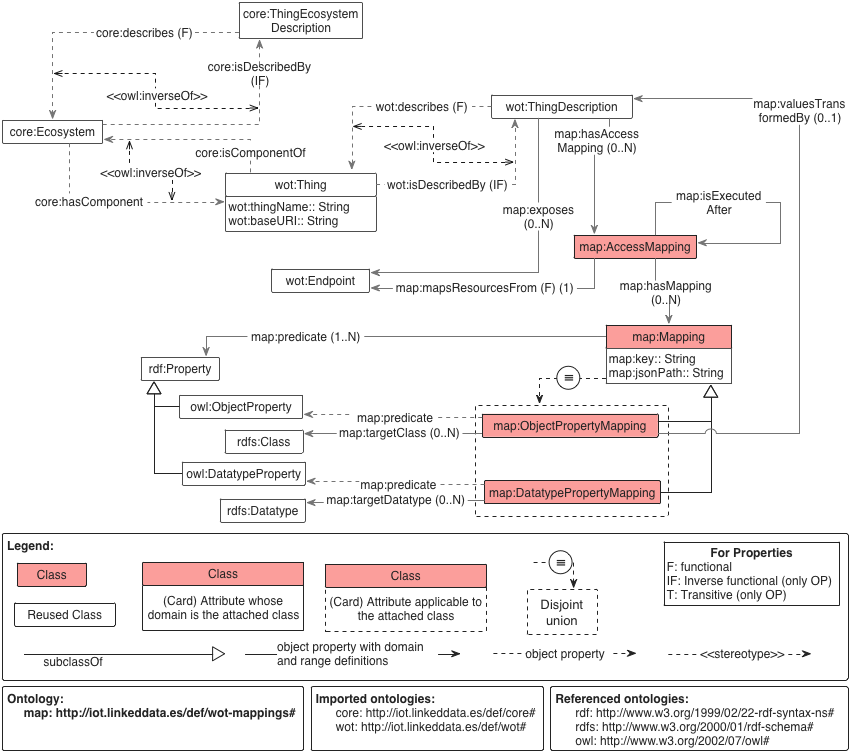 core:ThingEcosystem
Description
core:describes (F)
core:isDescribedBy
(IF)
<<owl:inverseOf>>
core:Ecosystem
wot:describes (F)
wot:ThingDescription
map:valuesTrans
formedBy (0..1)
map:hasAccess
Mapping (0..N)
core:isComponentOf
<<owl:inverseOf>>
<<owl:inverseOf>>
core:hasComponent
wot:Thing
wot:thingName:: String
wot:baseURI:: String
wot:isDescribedBy (IF)
map:isExecuted
After
map:exposes
(0..N)
map:AccessMapping
wot:Endpoint
map:mapsResourcesFrom (F) (1)
map:hasMapping
(0..N)
map:predicate (1..N)
map:Mapping
map:key:: String
map:jsonPath:: String
rdf:Property
≡
owl:ObjectProperty
map:predicate
map:ObjectPropertyMapping
rdfs:Class
map:targetClass (0..N)
owl:DatatypeProperty
map:predicate
map:DatatypePropertyMapping
rdfs:Datatype
map:targetDatatype (0..N)
Legend:
Class
Reused Class
Class
(Card) Attribute whose
domain is the attached class
Class
(Card) Attribute applicable to
the attached class
≡
Disjoint
union
For Properties
F: functional
IF: Inverse functional (only OP)
T: Transitive (only OP)
subclassOf
object property with domain
and range definitions
object property
<<stereotype>>
Ontology:
map: http://iot.linkeddata.es/def/wot-mappings#
Imported ontologies:
core: http://iot.linkeddata.es/def/core#
wot: http://iot.linkeddata.es/def/wot#
Referenced ontologies:
rdf: http://www.w3.org/1999/02/22-rdf-syntax-ns#
rdfs: http://www.w3.org/2000/01/rdf-schema#
owl: http://www.w3.org/2002/07/owl#